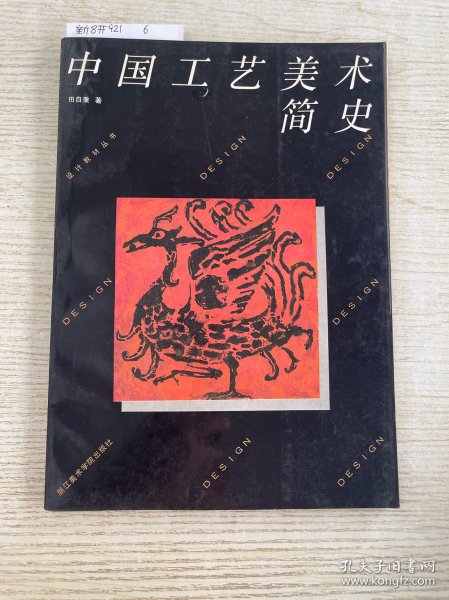 新8开921 6
中国工艺美术
简史
田自秉 著
设计教材丛书
DESIGN
DESIGN
DESIGN
DESIGN
浙江美术学院出版社
DESIGN
DESIGN
孔夫子旧书网
www.kongfz.com